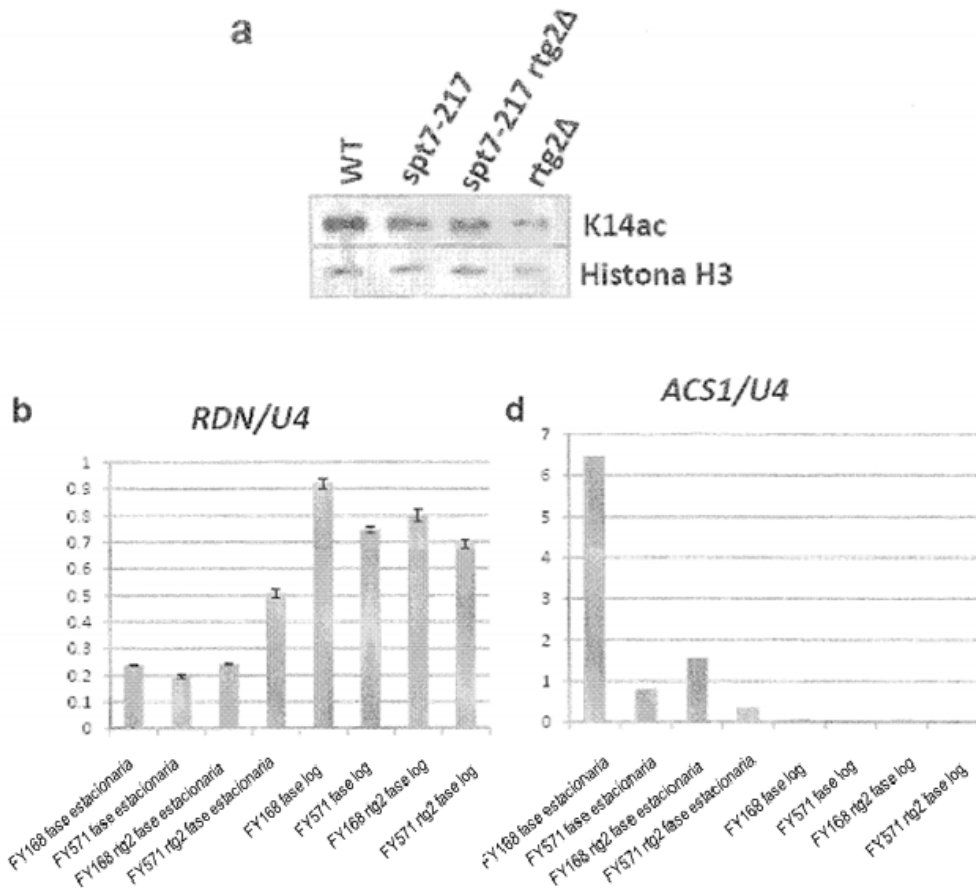 a
WT
spt7-217
spt7-217 rtg2Δ
rtg2Δ
K14ac
Histona H3
b
RDN/U4
1
0.9
0.8
0.7
0.6
0.5
0.4
0.3
0.2
0.1
0
FY168 fase estacionaria
FY571 fase estacionaria
FY168 rtg2 fase estacionaria
FY571 rtg2 fase estacionaria
FY168 fase log
FY571 fase log
FY168 rtg2 fase log
FY571 rtg2 fase log
d
ACS1/U4
7
6
5
4
3
2
1
0
FY168 fase estacionaria
FY571 fase estacionaria
FY168 rtg2 fase estacionaria
FY571 rtg2 fase estacionaria
FY168 fase log
FY571 fase log
FY168 rtg2 fase log
FY571 rtg2 fase log